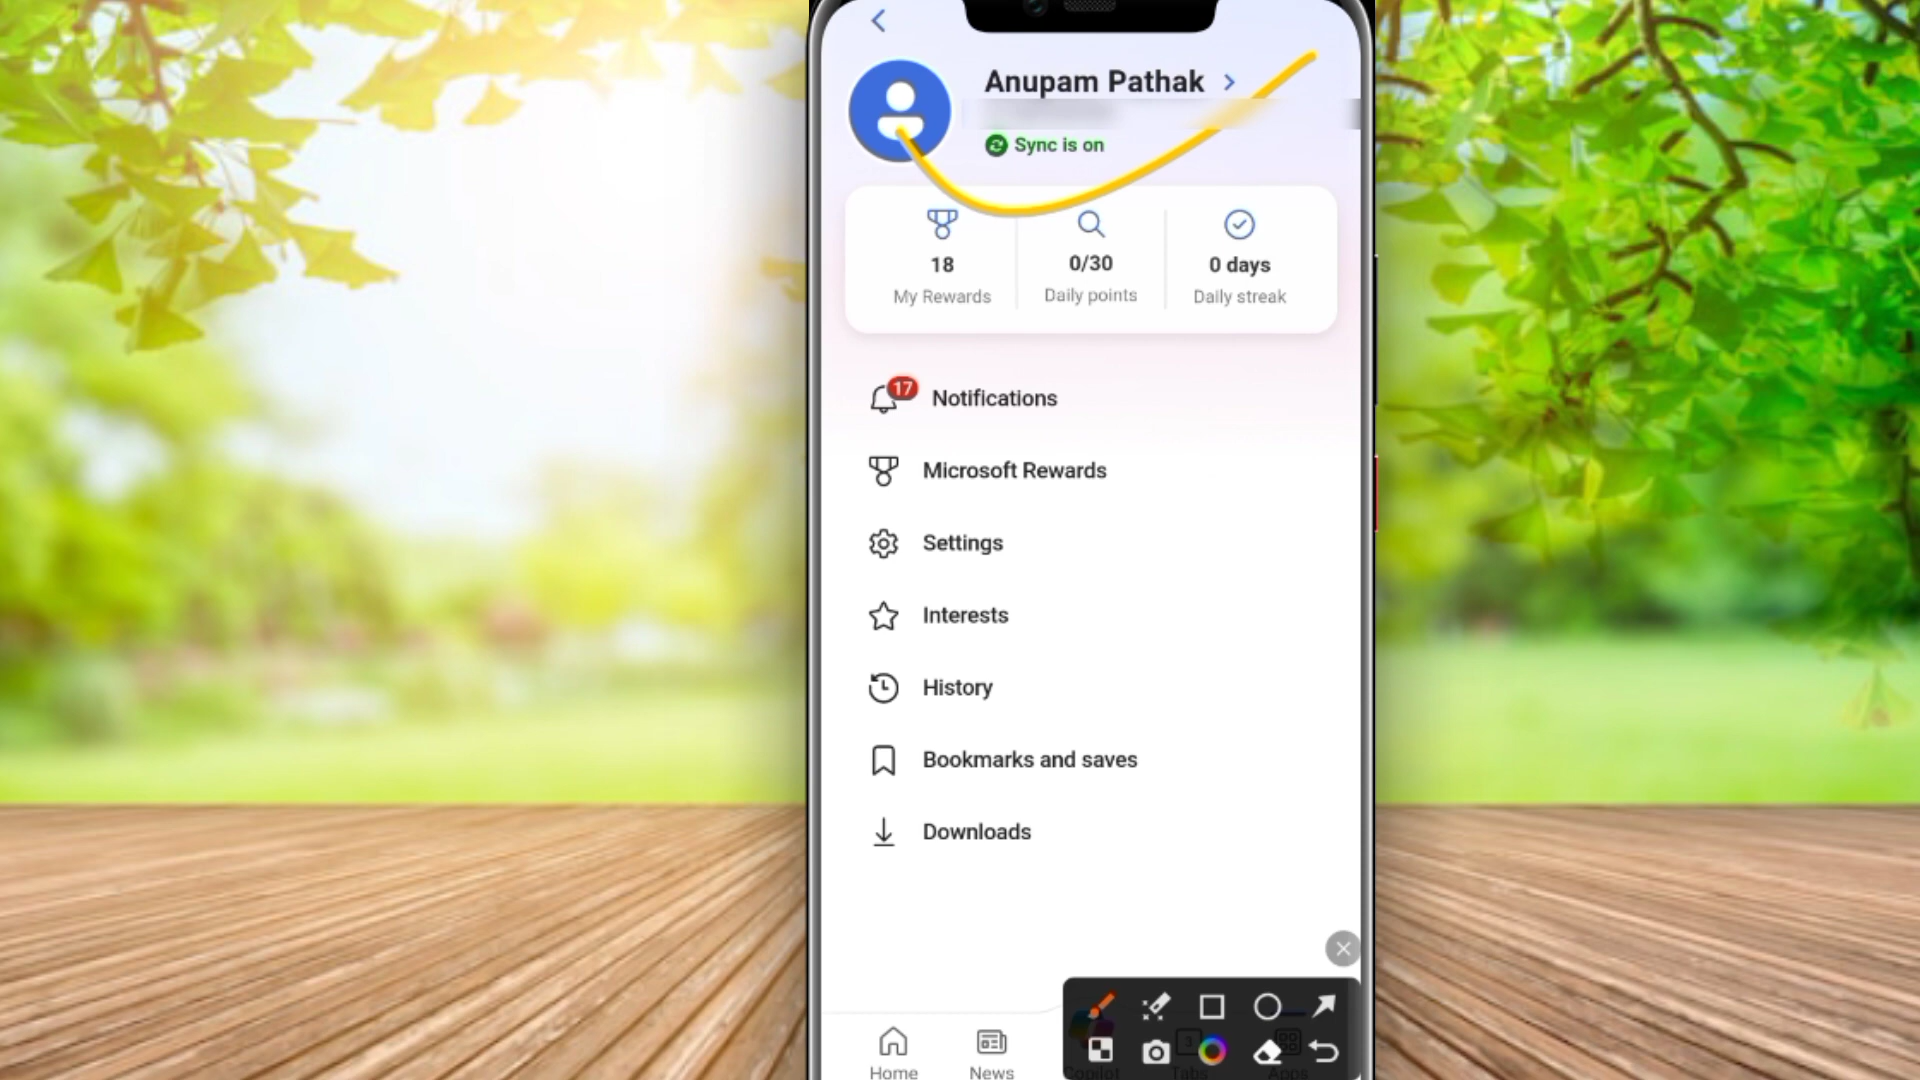 Anupam Pathak
Sync is on
18
My Rewards
0/30
Daily points
0 days
Daily streak
17
Notifications
Microsoft Rewards
Settings
Interests
History
Bookmarks and saves
Downloads
3
Home
News
Copilot
Tabs
Apps